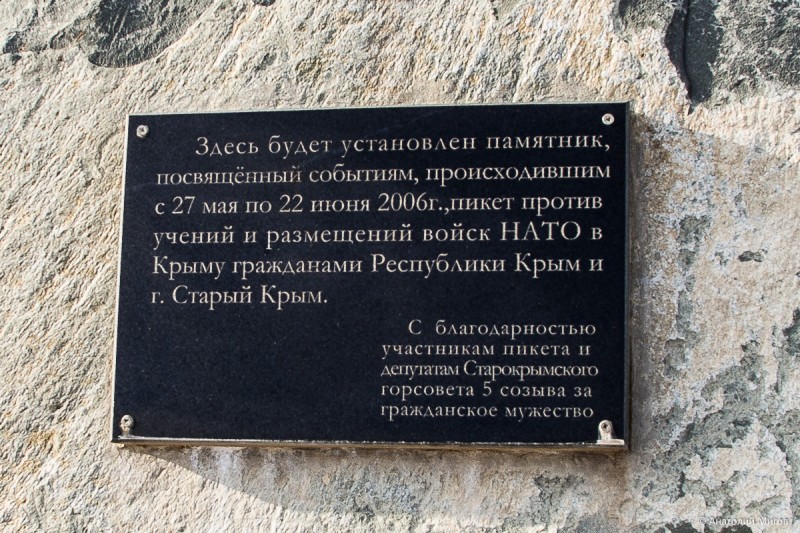 Здесь будет установлен памятник,
посвящённый событиям, происходившим
с 27 мая по 22 июня 2006г.,пикет против
учений и размещений войск НАТО в
Крыму гражданами Республики Крым и
г. Старый Крым.
С благодарностью
участникам пикета и
депутатам Старокрымского
горсовета 5 созыва за
гражданское мужество
© Анатолий